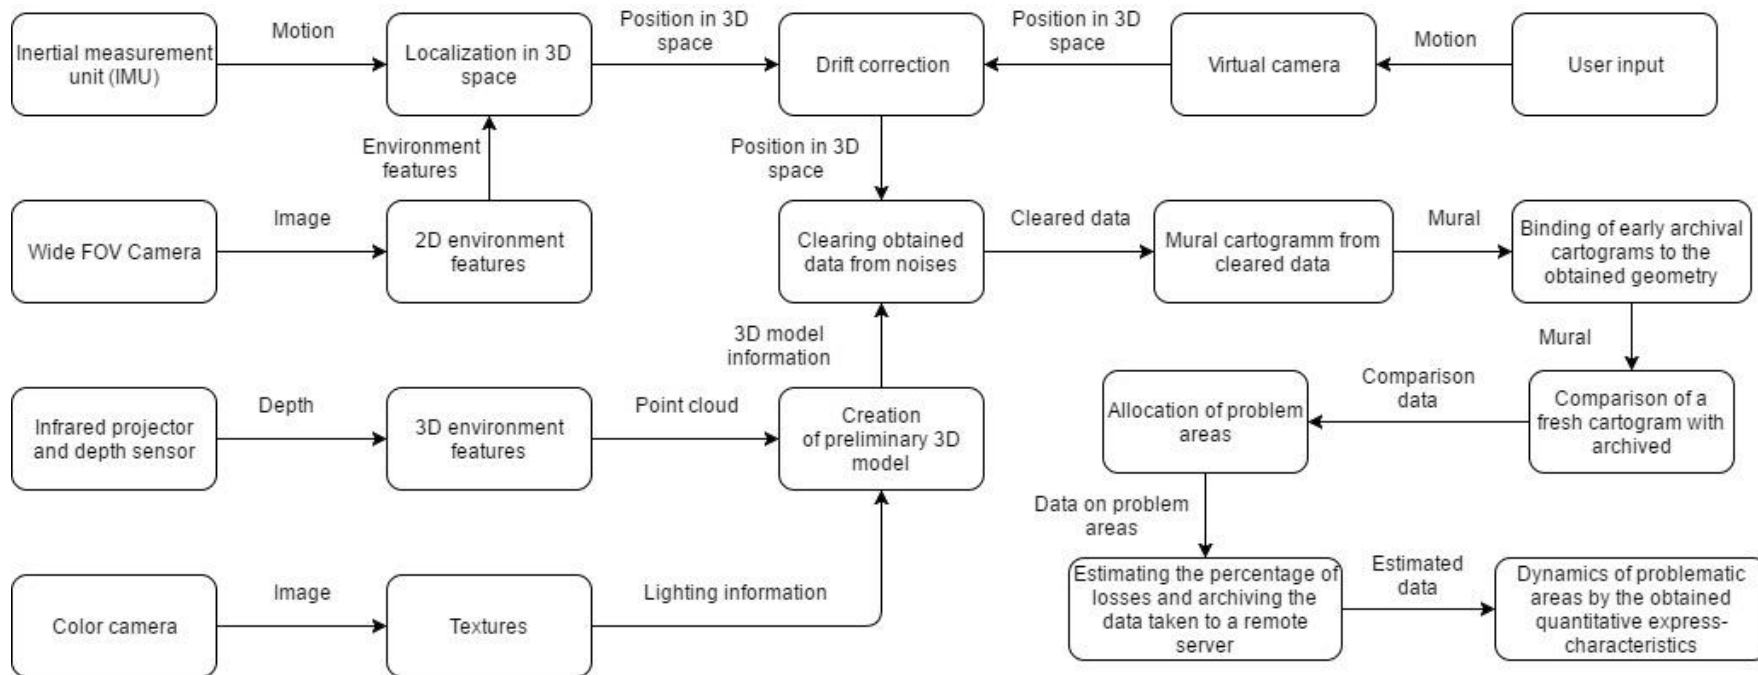 Inertial measurement
unit (IMU)
Motion
Localization in 3D
space
Position in 3D
space
Drift correction
Position in 3D
space
Virtual camera
Motion
User input
Environment
features
Position in 3D
space
Wide FOV Camera
Image
2D environment
features
Clearing obtained
data from noises
Cleared data
Mural cartogramm from
cleared data
Mural
Binding of early archival
cartograms to the
obtained geometry
3D model
information
Mural
Infrared projector
and depth sensor
Depth
3D environment
features
Point cloud
Creation
of preliminary 3D
model
Allocation of problem
areas
Comparison
data
Comparison of a
fresh cartogram with
archived
Data on problem
areas
Color camera
Image
Textures
Lighting information
Estimating the percentage of
losses and archiving the
data taken to a remote
server
Estimated
data
Dynamics of problematic
areas by the obtained
quantitative express-
characteristics